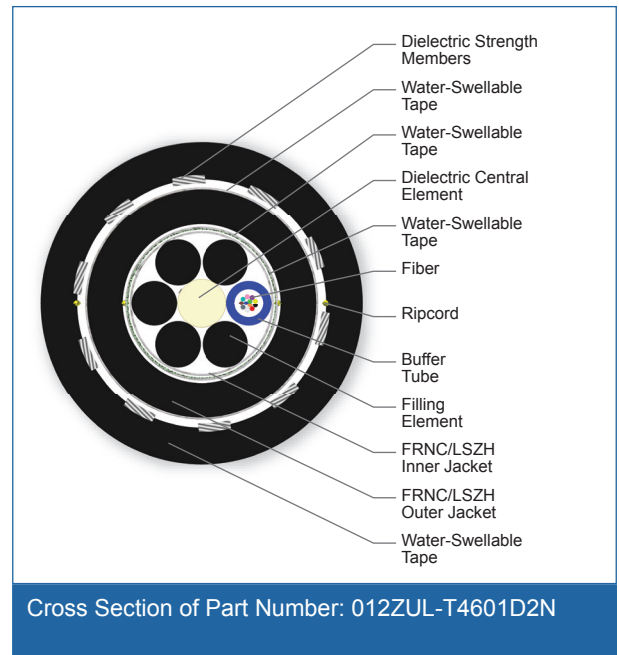 Dielectric Strength
Members
Water-Swellable
Tape
Water-Swellable
Tape
Dielectric Central
Element
Water-Swellable
Tape
Fiber
Ripcord
Buffer
Tube
Filling
Element
FRNC/LSZH
Inner Jacket
FRNC/LSZH
Outer Jacket
Water-Swellable
Tape
Cross Section of Part Number: 012ZUL-T4601D2N